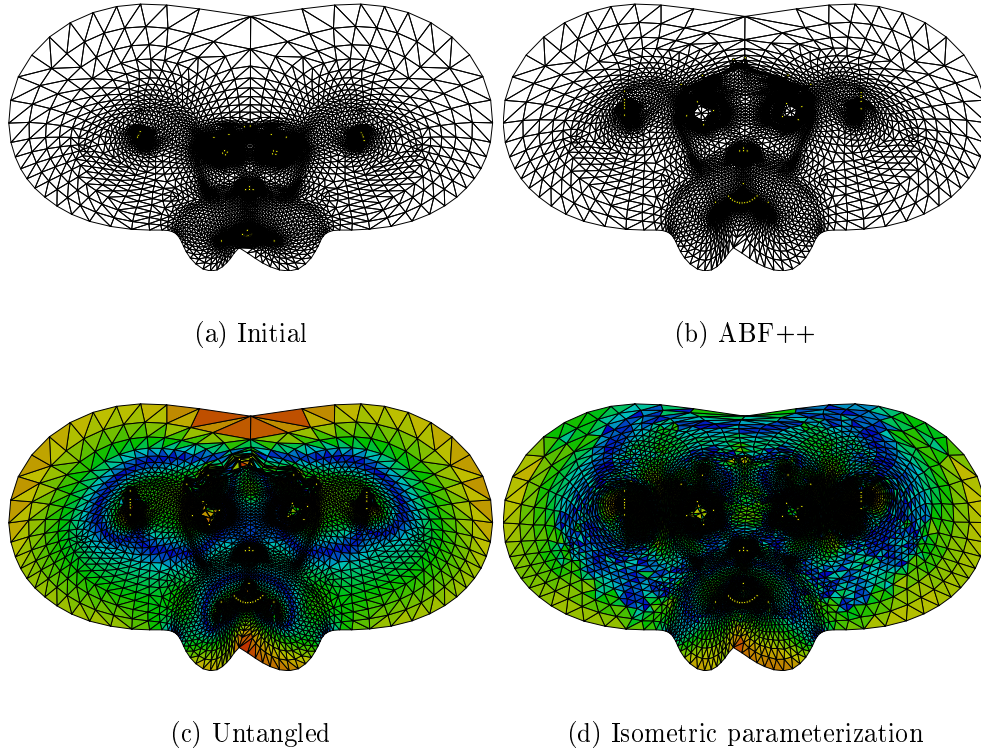 (a) Initial
(b) ABF++
(c) Untangled
(d) Isometric parameterization